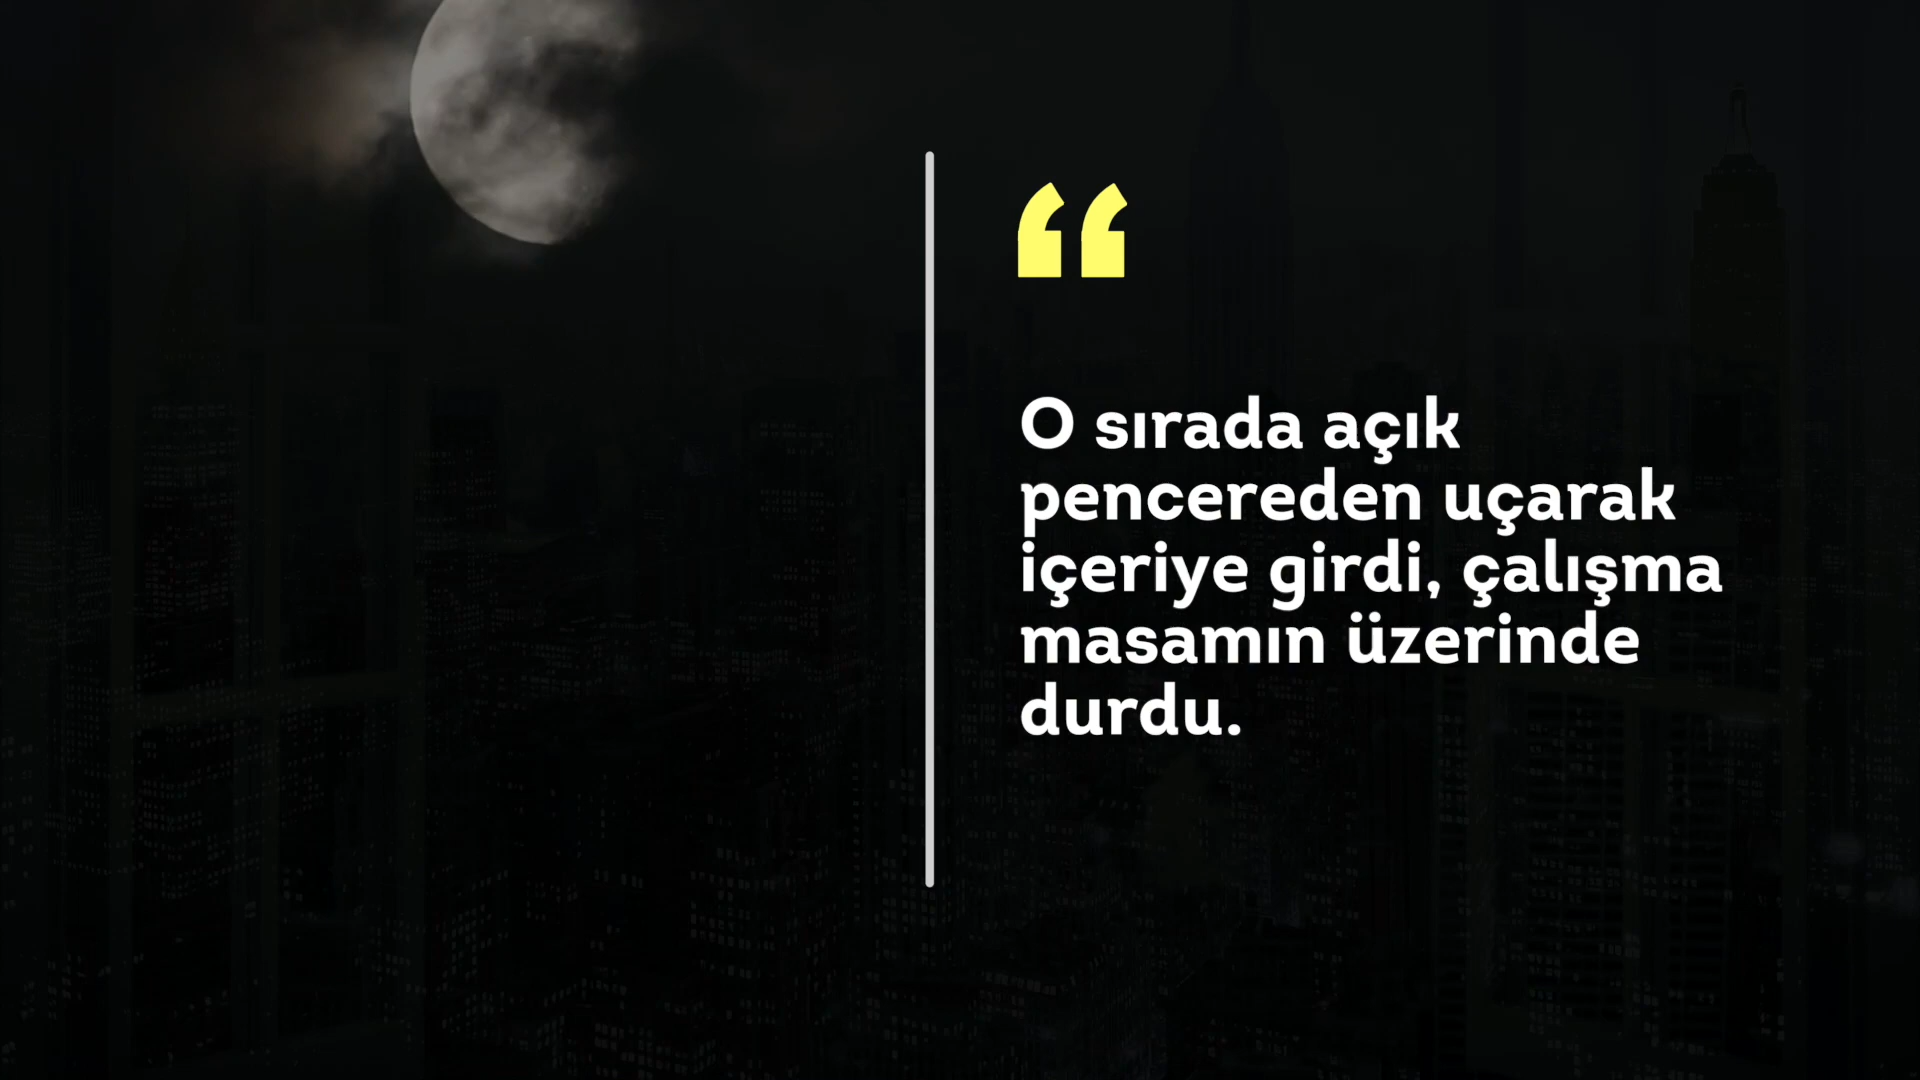 “
O sırada açık
pencereden uçarak
içeriye girdi, çalışma
masamın üzerinde
durdu.